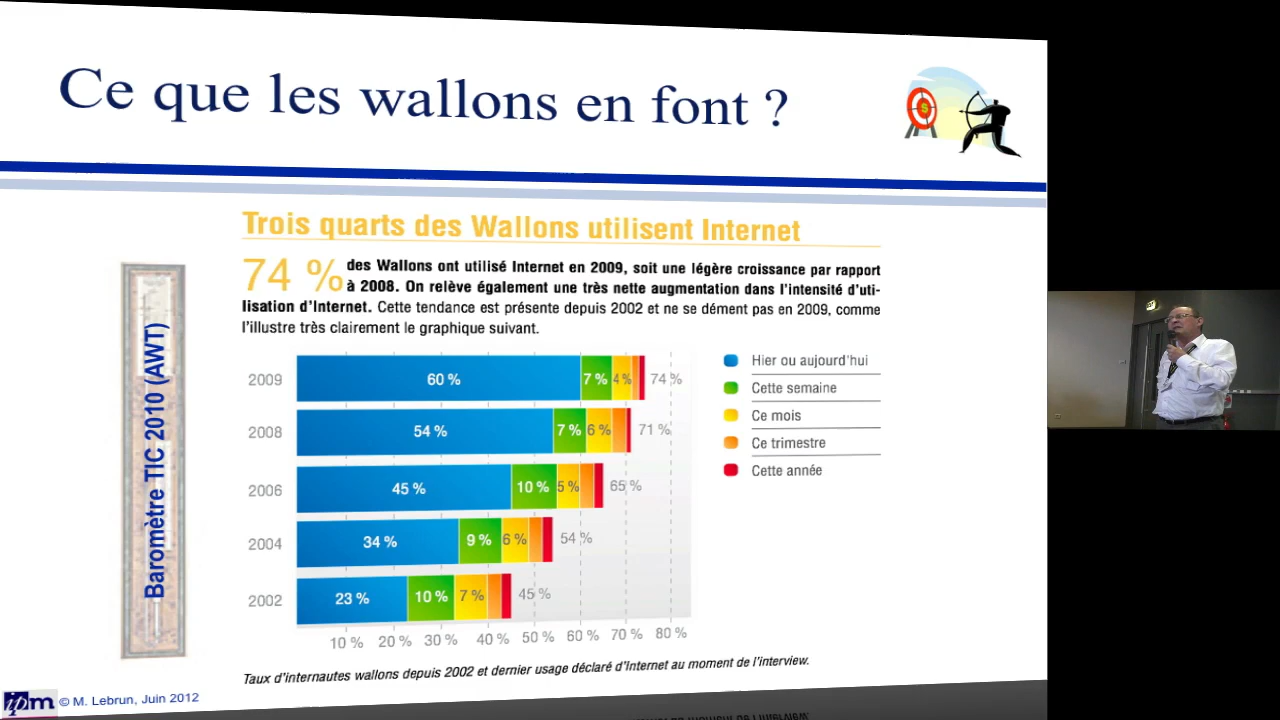 Ce que les wallons en font ?
Baromètre TIC 2010 (AWT)
Trois quarts des Wallons utilisent Internet
74 % des Wallons ont utilisé Internet en 2009, soit une légère croissance par rapport
à 2008. On relève également une très nette augmentation dans l'intensité d'uti-
lisation d'Internet. Cette tendance est présente depuis 2002 et ne se dément pas en 2009, comme
l'illustre très clairement le graphique suivant.
2009 60 % 7 % 4 % 74 %
2008 54 % 7 % 6 % 71 %
2006 45 % 10 % 5 % 65 %
2004 34 % 9 % 6 % 54 %
2002 23 % 10 % 7 % 45 %
10 % 20 % 30 % 40 % 50 % 60 % 70 % 80 %
Hier ou aujourd'hui
Cette semaine
Ce mois
Ce trimestre
Cette année
Taux d'internautes wallons depuis 2002 et dernier usage déclaré d'Internet au moment de l'interview.
ipm © M. Lebrun, Juin 2012